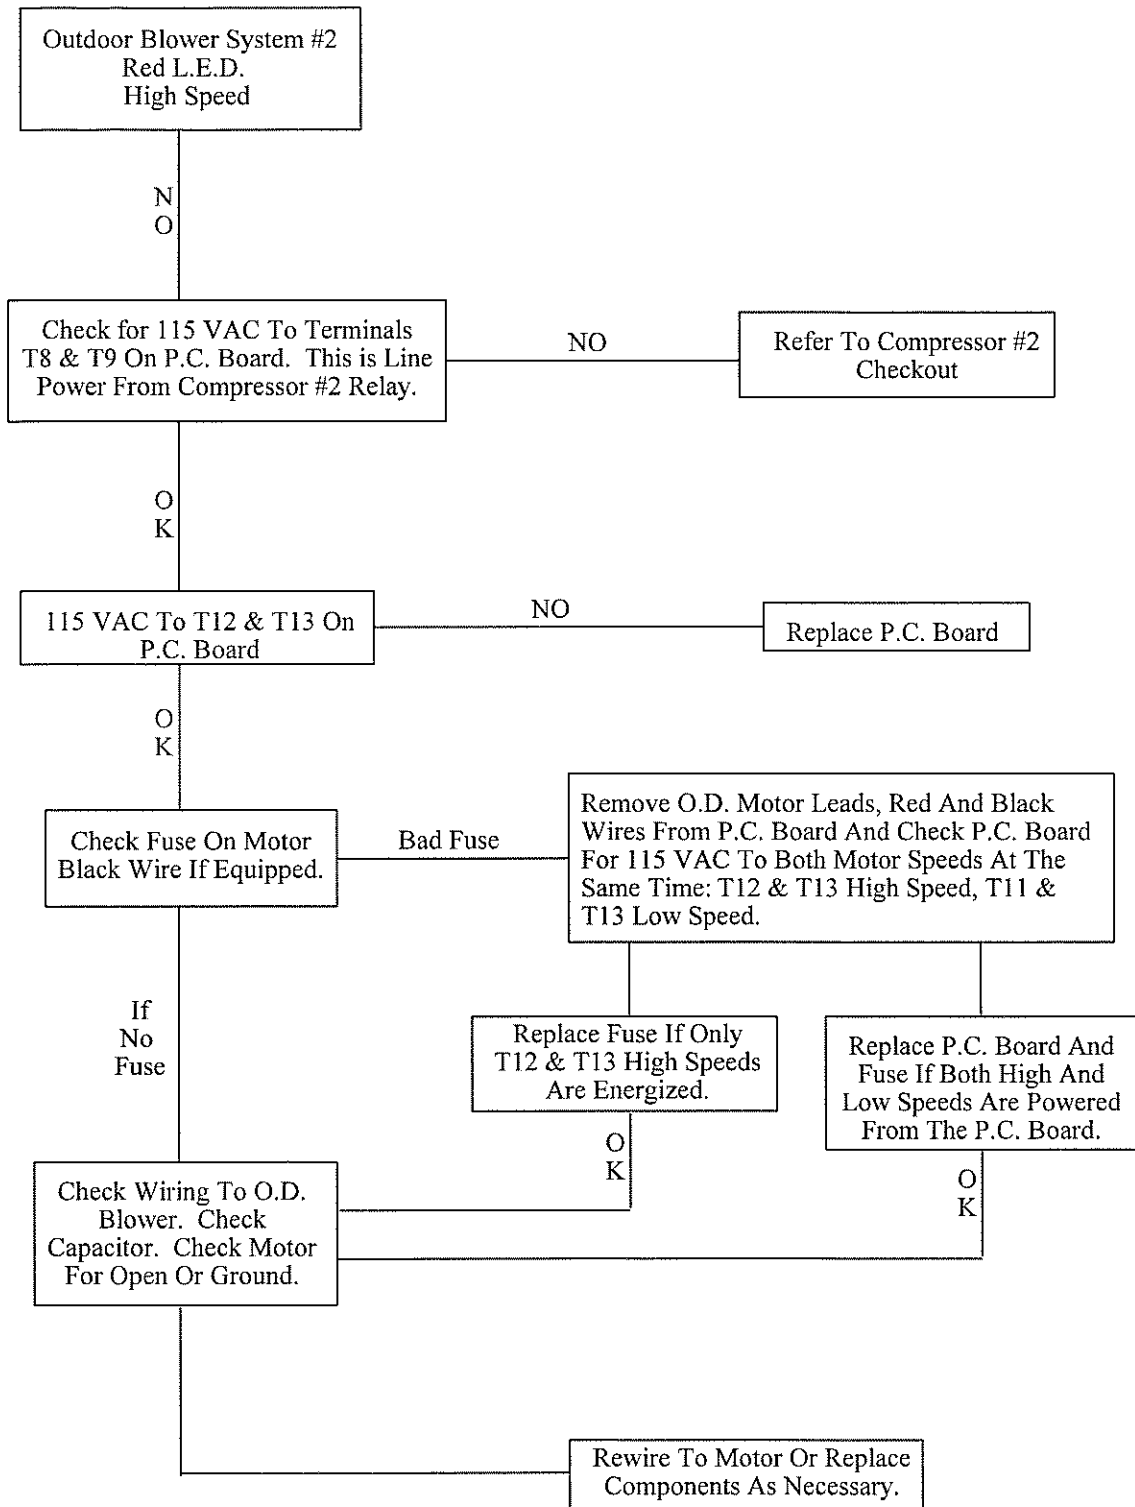 Outdoor Blower System #2
Red L.E.D.
High Speed
N
O
Check for 115 VAC To Terminals
T8 & T9 On P.C. Board. This is Line
Power From Compressor #2 Relay.
NO
Refer To Compressor #2
Checkout
O
K
115 VAC To T12 & T13 On
P.C. Board
NO
Replace P.C. Board
O
K
Check Fuse On Motor
Black Wire If Equipped.
Bad Fuse
Remove O.D. Motor Leads, Red And Black
Wires From P.C. Board And Check P.C. Board
For 115 VAC To Both Motor Speeds At The
Same Time: T12 & T13 High Speed, T11 &
T13 Low Speed.
If
No
Fuse
Replace Fuse If Only
T12 & T13 High Speeds
Are Energized.
O
K
Replace P.C. Board And
Fuse If Both High And
Low Speeds Are Powered
From The P.C. Board.
O
K
Check Wiring To O.D.
Blower. Check
Capacitor. Check Motor
For Open Or Ground.
Rewire To Motor Or Replace
Components As Necessary.